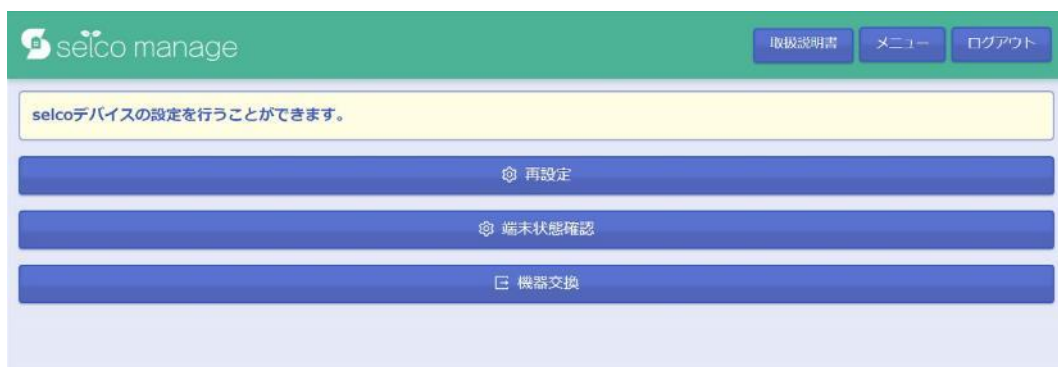 selco manage
取扱説明書
メニュー
ログアウト
selcoデバイスの設定を行うことができます。
再設定
端末状態確認
機器交換